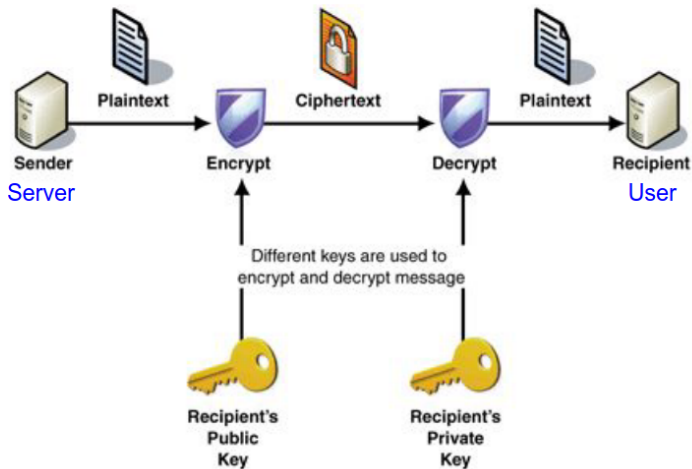 Plaintext
Ciphertext
Plaintext
Sender
Encrypt
Decrypt
Recipient
Server
User
Different keys are used to
encrypt and decrypt message
Recipient's
Public
Key
Recipient's
Private
Key